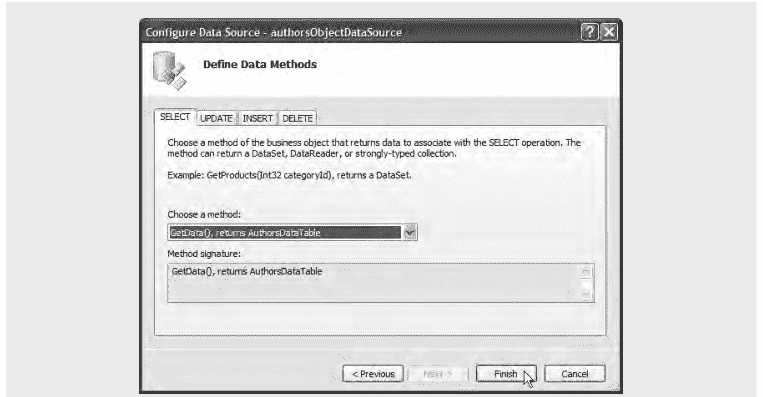 Configure Data Source - authorsObjectDataSource
Define Data Methods
SELECT UPDATE INSERT DELETE
Choose a method of the business object that returns data to associate with the SELECT operation. The
method can return a DataSet, DataReader, or strongly-typed collection.
Example: GetProducts(Int32 categoryId), returns a DataSet.
Choose a method:
GetData(), returns AuthorsDataTable
Method signature:
GetData(), returns AuthorsDataTable
< Previous Next > Finish Cancel